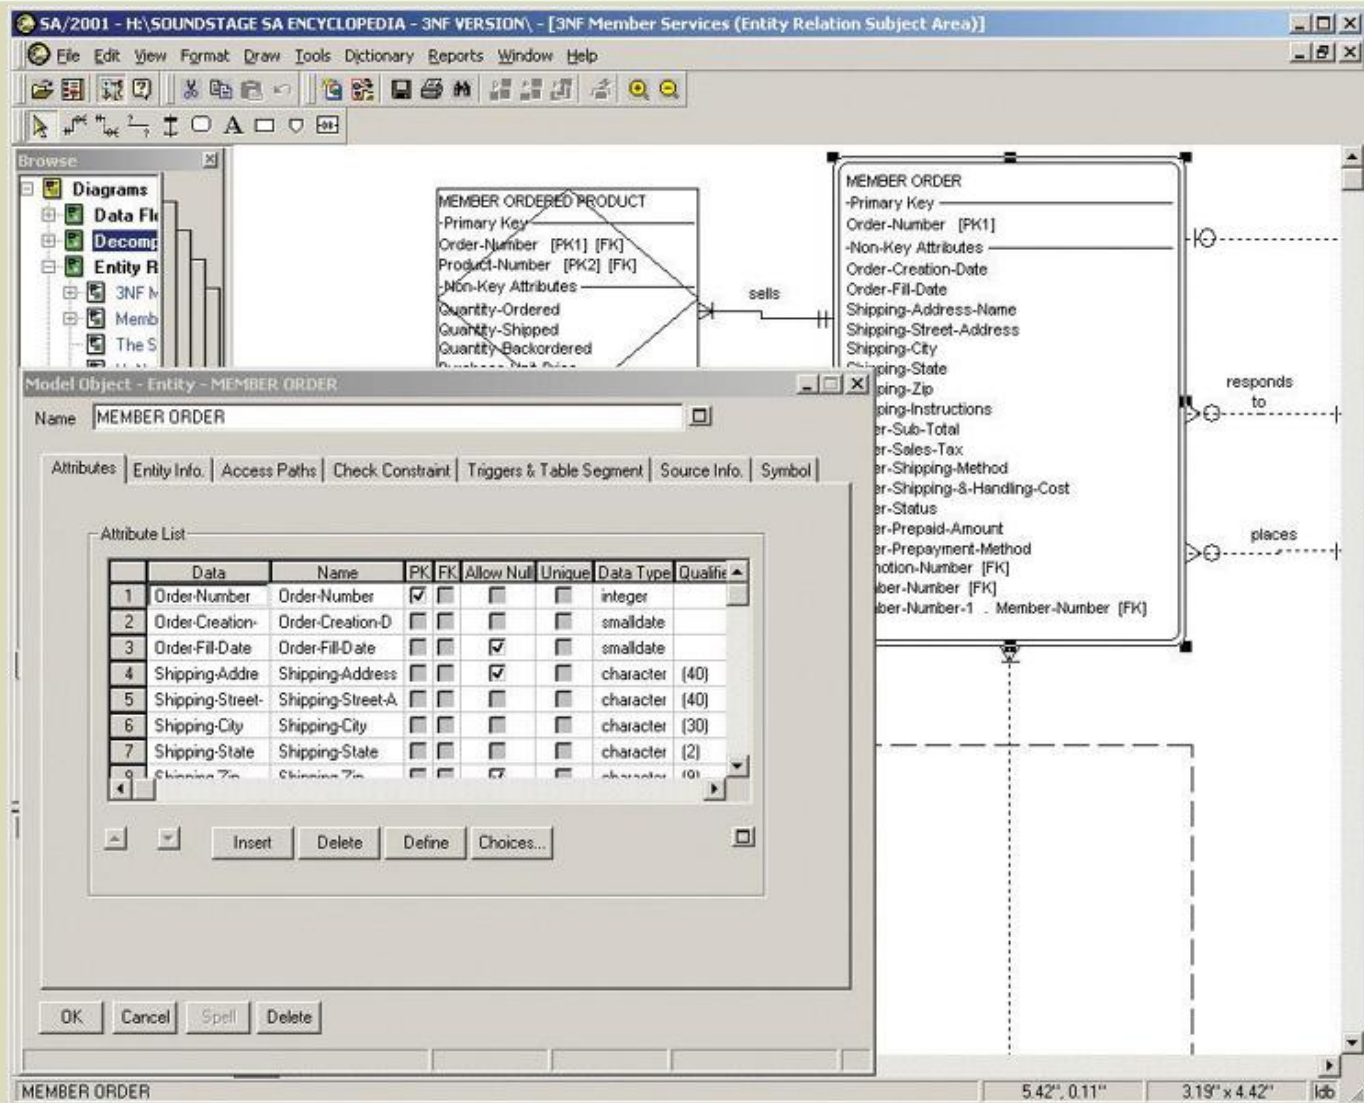 SA/2001 - H:\SOUNDSTAGE SA ENCYCLOPEDIA - 3NF VERSION\ - [3NF Member Services (Entity Relation Subject Area)]
File Edit View Format Draw Tools Dictionary Reports Window Help
Browse
Diagrams
Data Flo
Decomp
Entity R
3NF M
Memb
The S
MEMBER ORDERED PRODUCT
-Primary Key
Order-Number [PK1] [FK]
Product-Number [PK2] [FK]
-Non-Key Attributes
Quantity-Ordered
Quantity-Shipped
Quantity-Backordered
Purchase-Unit-Price
sells
MEMBER ORDER
-Primary Key
Order-Number [PK1]
-Non-Key Attributes
Order-Creation-Date
Order-Fill-Date
Shipping-Address-Name
Shipping-Street-Address
Shipping-City
Shipping-State
ping-Zip
ping-Instructions
er-Sub-Total
er-Sales-Tax
er-Shipping-Method
er-Shipping-&-Handling-Cost
er-Status
er-Prepaid-Amount
er-Prepayment-Method
notion-Number [FK]
ber-Number [FK]
ber-Number-1 . Member-Number [FK]
responds
to
places
Model Object - Entity - MEMBER ORDER
Name MEMBER ORDER
Attributes Entity Info. Access Paths Check Constraint Triggers & Table Segment Source Info. Symbol
Attribute List
Data Name PK FK Allow Null Unique Data Type Qualifie
1 Order-Number Order-Number integer
2 Order-Creation- Order-Creation-D smalldate
3 Order-Fill-Date Order-Fill-Date smalldate
4 Shipping-Addre Shipping-Address character (40)
5 Shipping-Street- Shipping-Street-A character (40)
6 Shipping-City Shipping-City character (30)
7 Shipping-State Shipping-State character (2)
Shipping-Zip Shipping-Zip character (9)
Insert Delete Define Choices...
OK Cancel Spell Delete
MEMBER ORDER 5.42", 0.11" 3.19" x 4.42" ldb